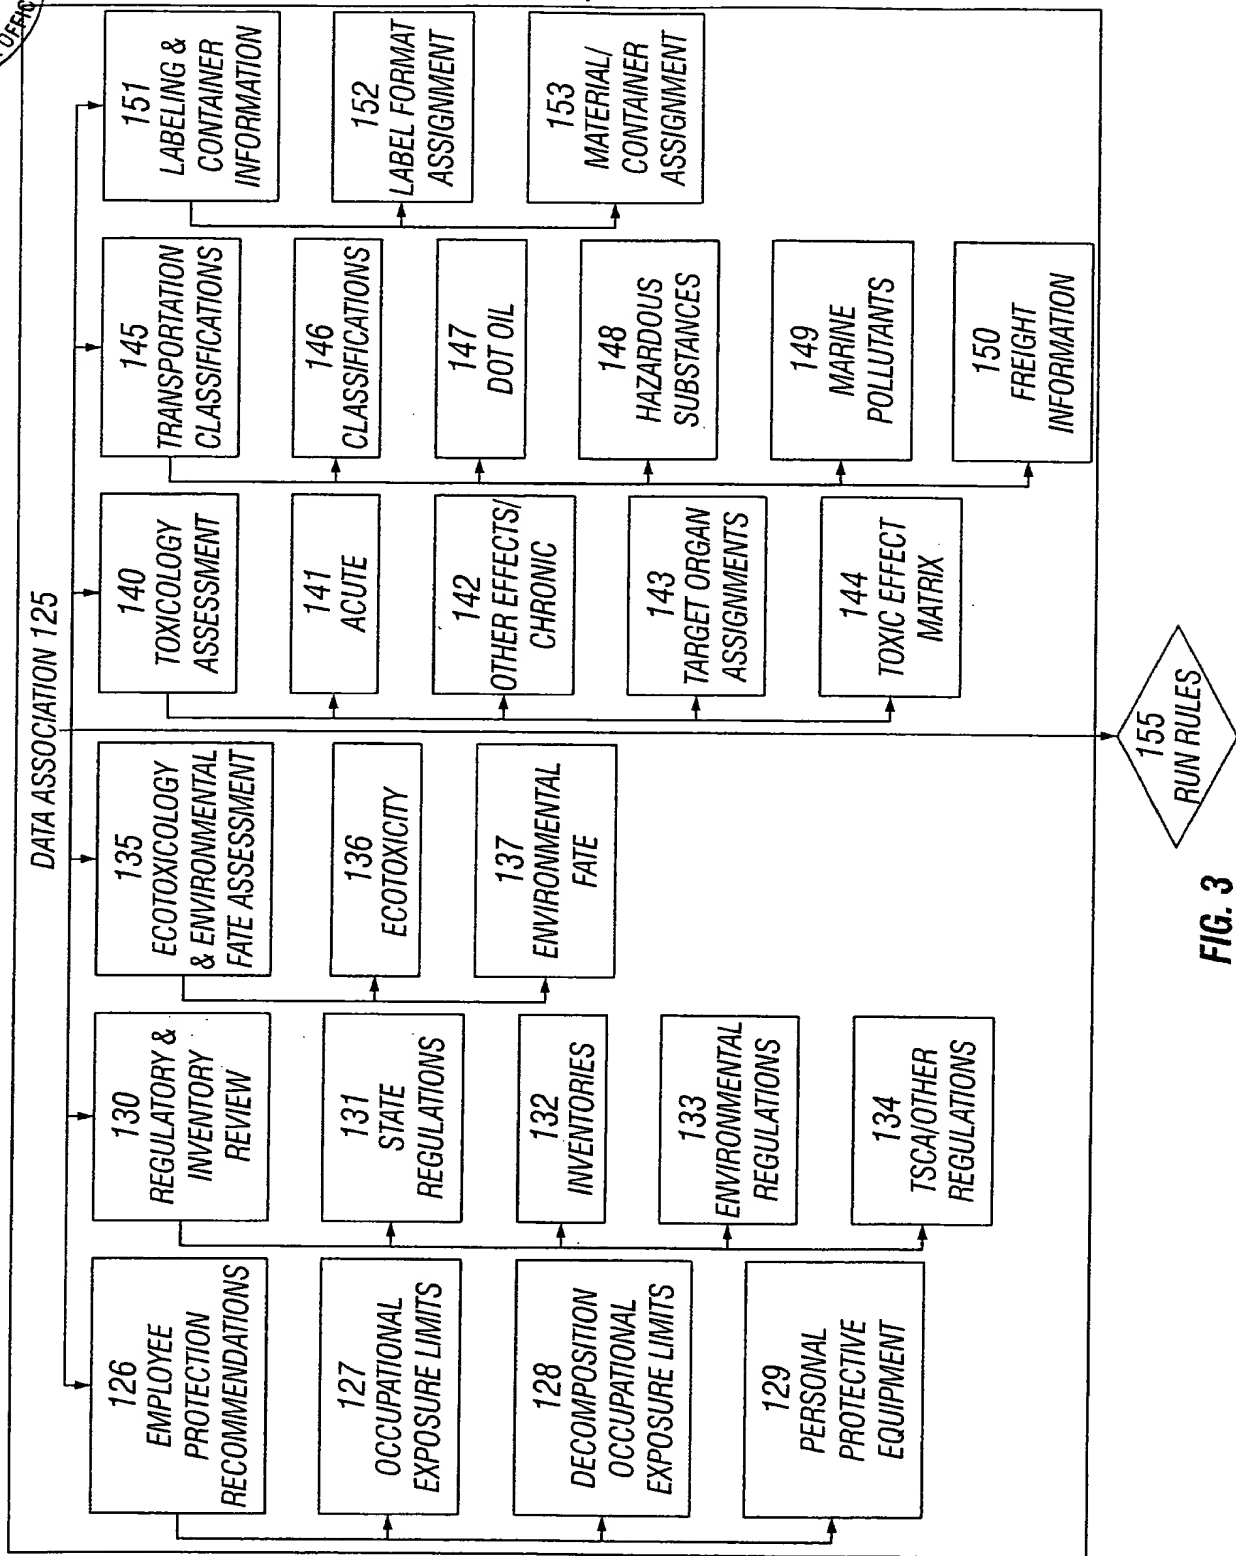 OFFIC
DATA ASSOCIATION 125
126
EMPLOYEE
PROTECTION
RECOMMENDATIONS
127
OCCUPATIONAL
EXPOSURE LIMITS
128
DECOMPOSITION
OCCUPATIONAL
EXPOSURE LIMITS
129
PERSONAL
PROTECTIVE
EQUIPMENT
130
REGULATORY &
INVENTORY
REVIEW
131
STATE
REGULATIONS
132
INVENTORIES
133
ENVIRONMENTAL
REGULATIONS
134
TSCA/OTHER
REGULATIONS
135
ECOTOXICOLOGY
& ENVIRONMENTAL
FATE ASSESSMENT
136
ECOTOXICITY
137
ENVIRONMENTAL
FATE
140
TOXICOLOGY
ASSESSMENT
141
ACUTE
142
OTHER EFFECTS/
CHRONIC
143
TARGET ORGAN
ASSIGNMENTS
144
TOXIC EFFECT
MATRIX
145
TRANSPORTATION
CLASSIFICATIONS
146
CLASSIFICATIONS
147
DOT OIL
148
HAZARDOUS
SUBSTANCES
149
MARINE
POLLUTANTS
150
FREIGHT
INFORMATION
151
LABELING &
CONTAINER
INFORMATION
152
LABEL FORMAT
ASSIGNMENT
153
MATERIAL/
CONTAINER
ASSIGNMENT
155
RUN RULES
FIG. 3